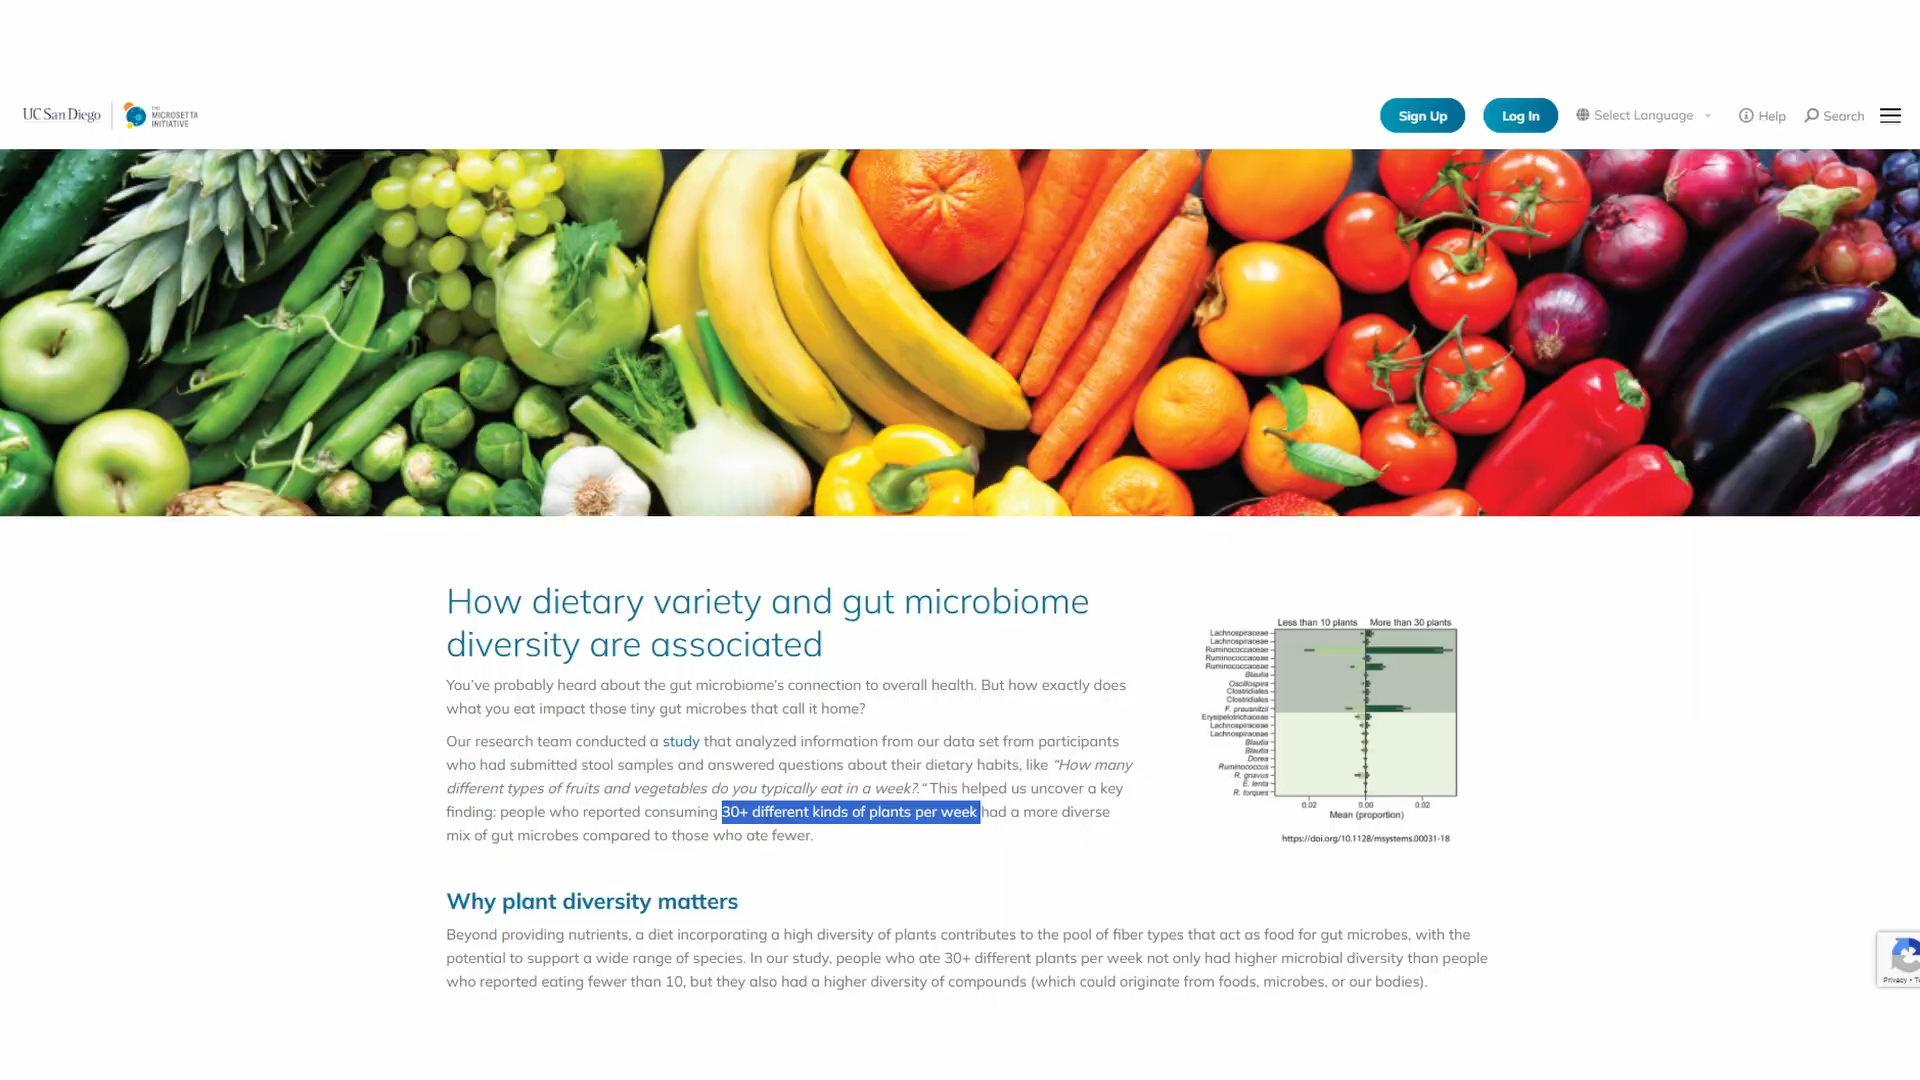 UC San Diego
THE
MICROSETTA
INITIATIVE
Sign Up
Log In
Select Language
Help
Search
How dietary variety and gut microbiome
diversity are associated
You've probably heard about the gut microbiome's connection to overall health. But how exactly does
what you eat impact those tiny gut microbes that call it home?
Our research team conducted a study that analyzed information from our data set from participants
who had submitted stool samples and answered questions about their dietary habits, like “How many
different types of fruits and vegetables do you typically eat in a week?.“ This helped us uncover a key
finding: people who reported consuming 30+ different kinds of plants per week had a more diverse
mix of gut microbes compared to those who ate fewer.
Less than 10 plants More than 30 plants
Lachnospiraceae
Lachnospiraceae
Ruminococcaceae
Ruminococcaceae
Ruminococcaceae
Blautia
Oscillospira
Clostridiales
Clostridiales
F. prausnitzii
Erysipelotrichaceae
Lachnospiraceae
Lachnospiraceae
Blautia
Blautia
Dorea
Ruminococcus
R. gnavus
E. lenta
R. torques
0.02 0.00 0.02
Mean (proportion)
https://doi.org/10.1128/msystems.00031-18
Why plant diversity matters
Beyond providing nutrients, a diet incorporating a high diversity of plants contributes to the pool of fiber types that act as food for gut microbes, with the
potential to support a wide range of species. In our study, people who ate 30+ different plants per week not only had higher microbial diversity than people
who reported eating fewer than 10, but they also had a higher diversity of compounds (which could originate from foods, microbes, or our bodies).
Privacy